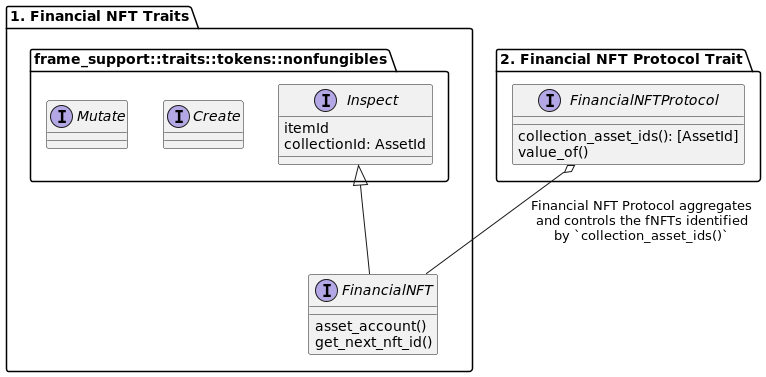 1. Financial NFT Traits
frame_support::traits::tokens::nonfungibles
I Mutate
I Create
I Inspect
itemId
collectionId: AssetId
2. Financial NFT Protocol Trait
I FinancialNFTProtocol
collection_asset_ids(): [AssetId]
value_of()
Financial NFT Protocol aggregates
and controls the fNFTs identified
by `collection_asset_ids()`
I FinancialNFT
asset_account()
get_next_nft_id()